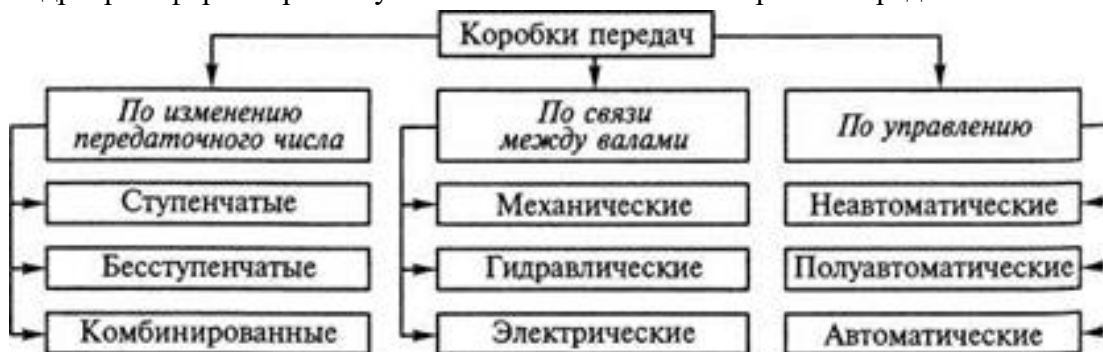 Коробки передач
По изменению
передаточного числа
Ступенчатые
Бесступенчатые
Комбинированные
По связи
между валами
Механические
Гидравлические
Электрические
По управлению
Неавтоматические
Полуавтоматические
Автоматические